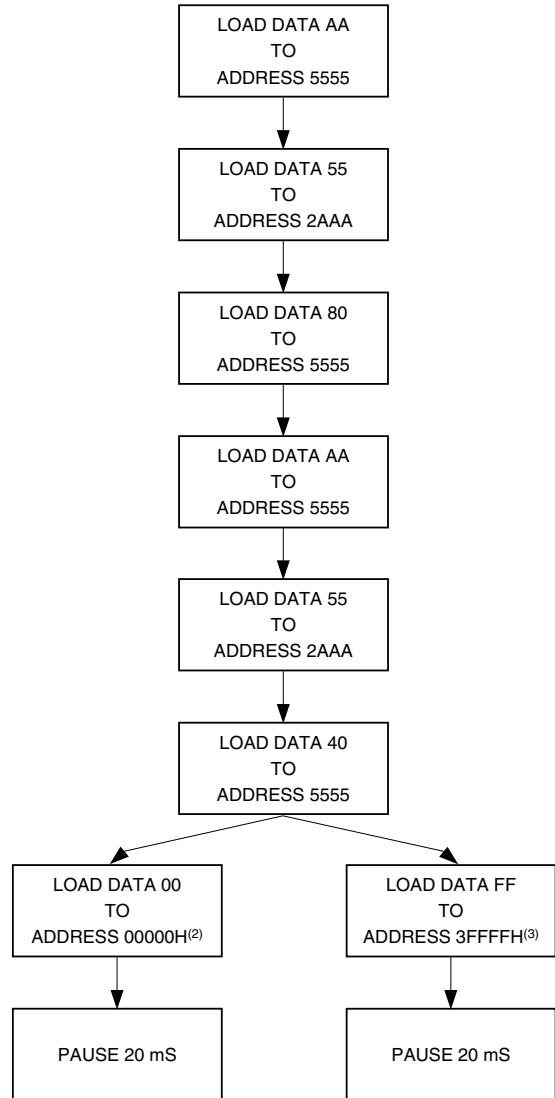 LOAD DATA AA
TO
ADDRESS 5555
LOAD DATA 55
TO
ADDRESS 2AAA
LOAD DATA 80
TO
ADDRESS 5555
LOAD DATA AA
TO
ADDRESS 5555
LOAD DATA 55
TO
ADDRESS 2AAA
LOAD DATA 40
TO
ADDRESS 5555
LOAD DATA 00
TO
ADDRESS 00000H(2)
PAUSE 20 mS
LOAD DATA FF
TO
ADDRESS 3FFFFH(3)
PAUSE 20 mS